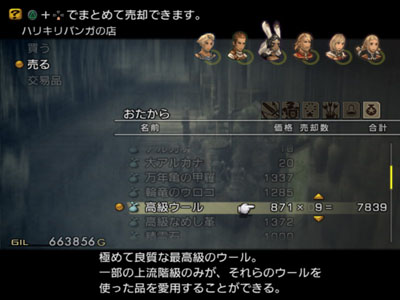 ? +でまとめて売却できます。
ハリキリバンガの店
買う
売る
交易品
おたから
名前 価格 売却数 合計
大アルカナ 20
万年亀の甲羅 1337
輪竜のウロコ 1285
高級ウール 871× 9= 7839
高級なめし革 1372
GIL 663856G
極めて良質な最高級のウール。
一部の上流階級のみが、それらのウールを
使った品を愛用することができる。